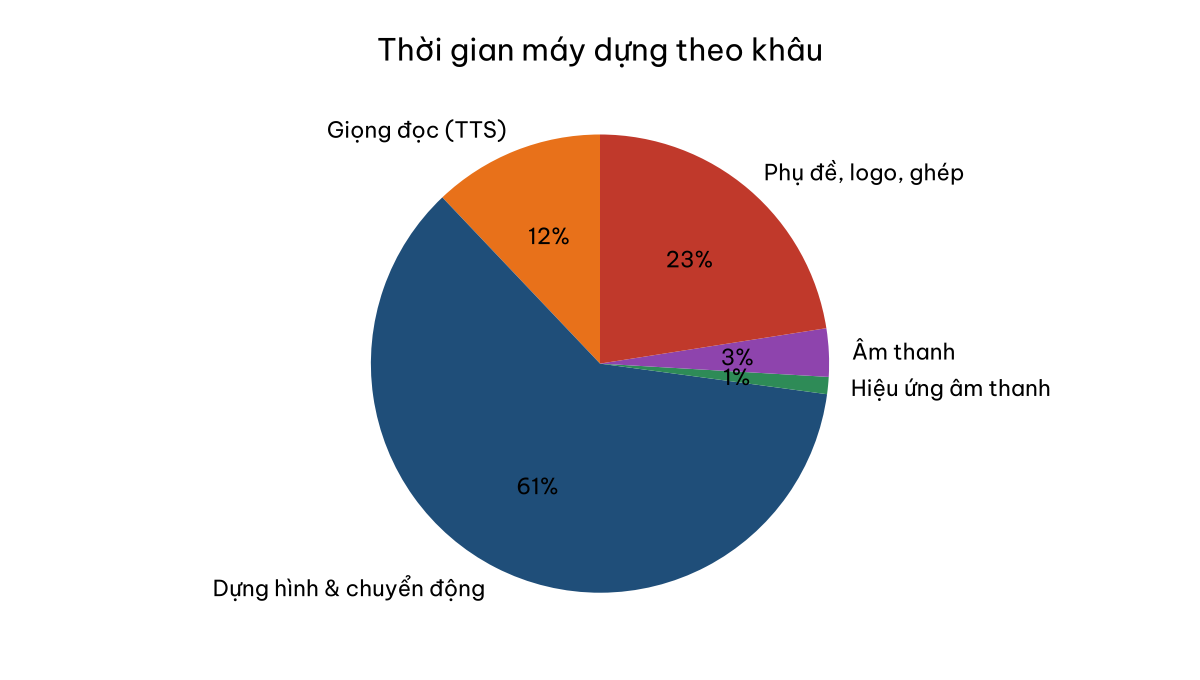 Thời gian máy dựng theo khâu
Giọng đọc (TTS)
Phụ đề, logo, ghép
12%
23%
Âm thanh
3%
1%
Hiệu ứng âm thanh
61%
Dựng hình & chuyển động